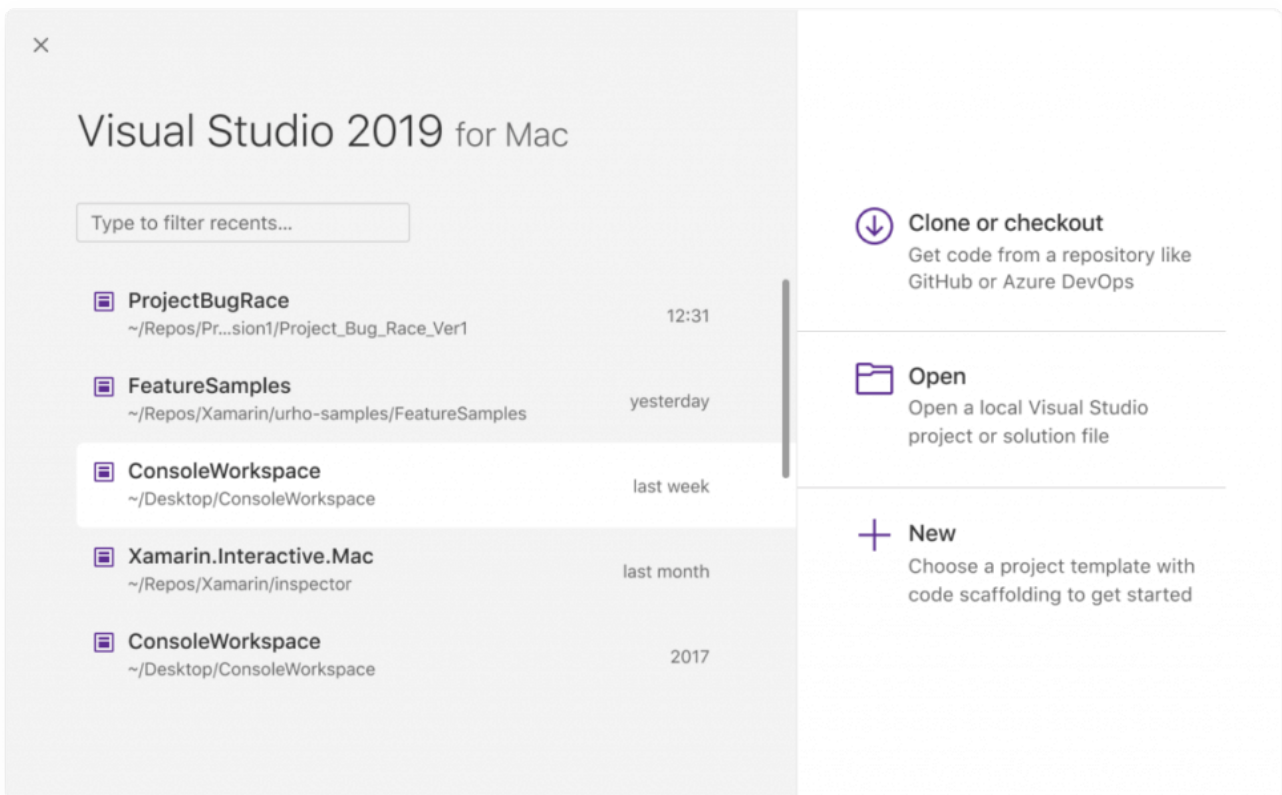 Visual Studio 2019 for Mac
Type to filter recents...
ProjectBugRace
~/Repos/Pr...sion1/Project_Bug_Race_Ver1
12:31
FeatureSamples
~/Repos/Xamarin/urho-samples/FeatureSamples
yesterday
ConsoleWorkspace
~/Desktop/ConsoleWorkspace
last week
Xamarin.Interactive.Mac
~/Repos/Xamarin/inspector
last month
ConsoleWorkspace
~/Desktop/ConsoleWorkspace
2017
Clone or checkout
Get code from a repository like
GitHub or Azure DevOps
Open
Open a local Visual Studio
project or solution file
New
Choose a project template with
code scaffolding to get started